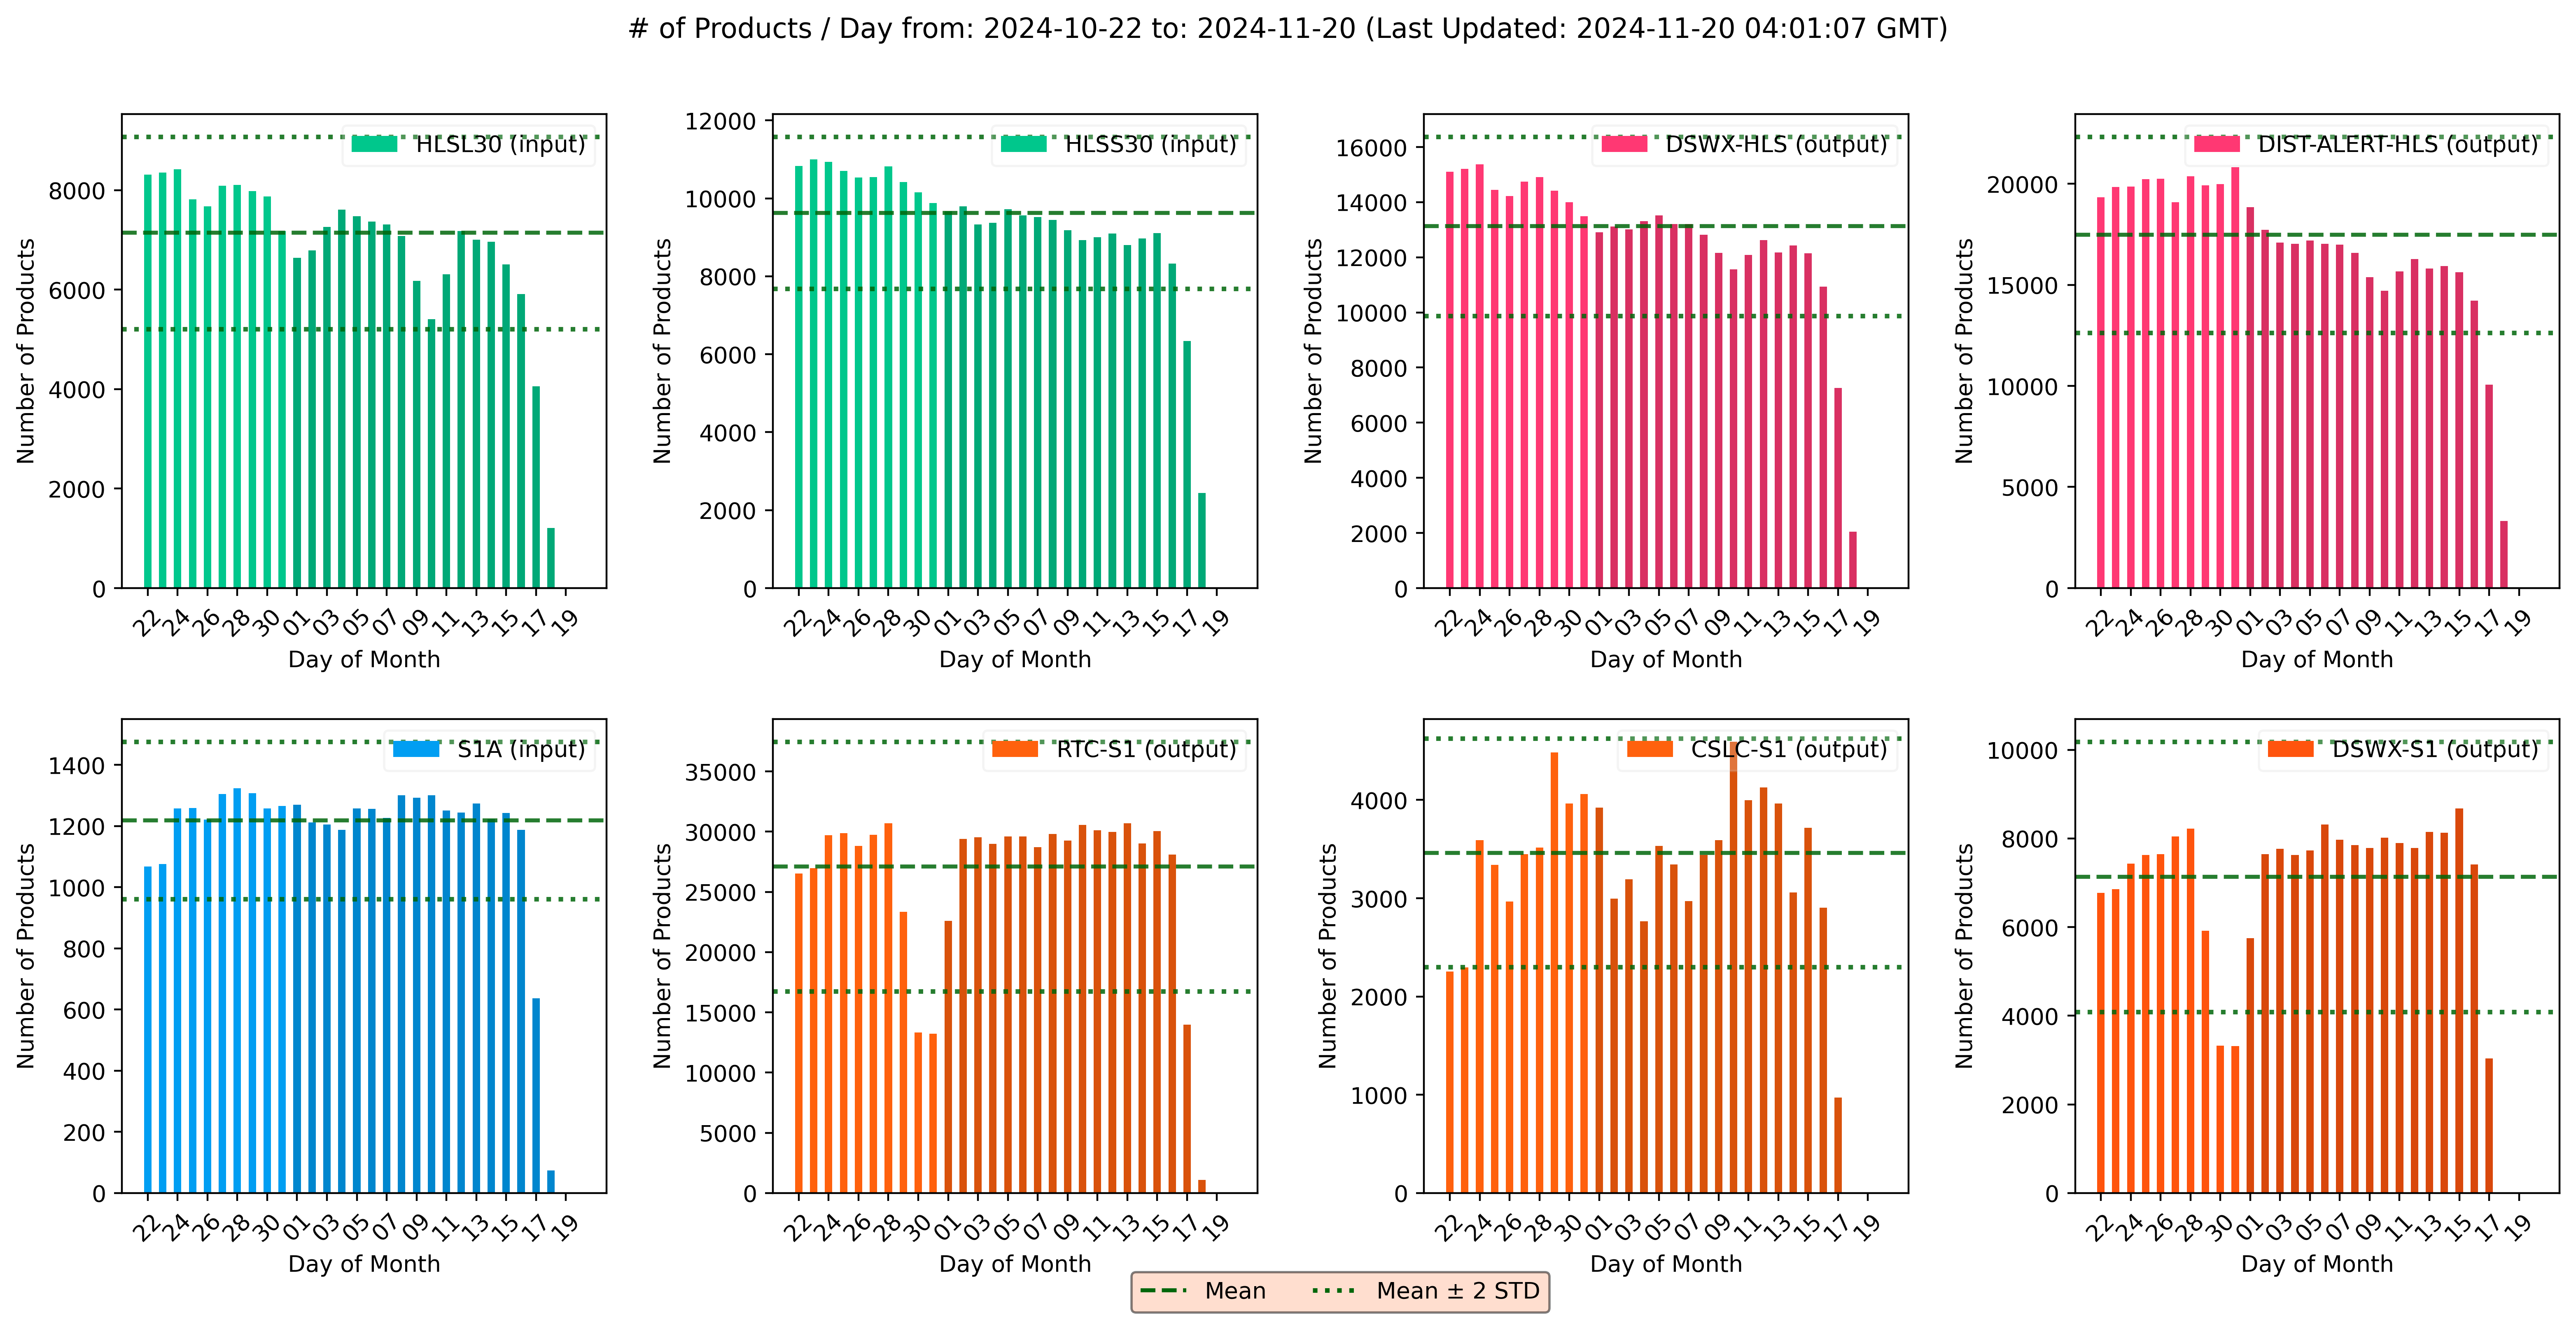 # of Products / Day from: 2024-10-22 to: 2024-11-20 (Last Updated: 2024-11-20 04:01:07 GMT)
HLSL30 (input)
Number of Products
8000
6000
4000
2000
0
22 24 26 28 30 01 03 05 07 09 11 13 15 17 19
Day of Month
HLSS30 (input)
Number of Products
12000
10000
8000
6000
4000
2000
0
22 24 26 28 30 01 03 05 07 09 11 13 15 17 19
Day of Month
DSWX-HLS (output)
Number of Products
16000
14000
12000
10000
8000
6000
4000
2000
0
22 24 26 28 30 01 03 05 07 09 11 13 15 17 19
Day of Month
DIST-ALERT-HLS (output)
Number of Products
20000
15000
10000
5000
0
22 24 26 28 30 01 03 05 07 09 11 13 15 17 19
Day of Month
S1A (input)
Number of Products
1400
1200
1000
800
600
400
200
0
22 24 26 28 30 01 03 05 07 09 11 13 15 17 19
Day of Month
RTC-S1 (output)
Number of Products
35000
30000
25000
20000
15000
10000
5000
0
22 24 26 28 30 01 03 05 07 09 11 13 15 17 19
Day of Month
CSLC-S1 (output)
Number of Products
4000
3000
2000
1000
0
22 24 26 28 30 01 03 05 07 09 11 13 15 17 19
Day of Month
DSWX-S1 (output)
Number of Products
10000
8000
6000
4000
2000
0
22 24 26 28 30 01 03 05 07 09 11 13 15 17 19
Day of Month
Mean
Mean ± 2 STD